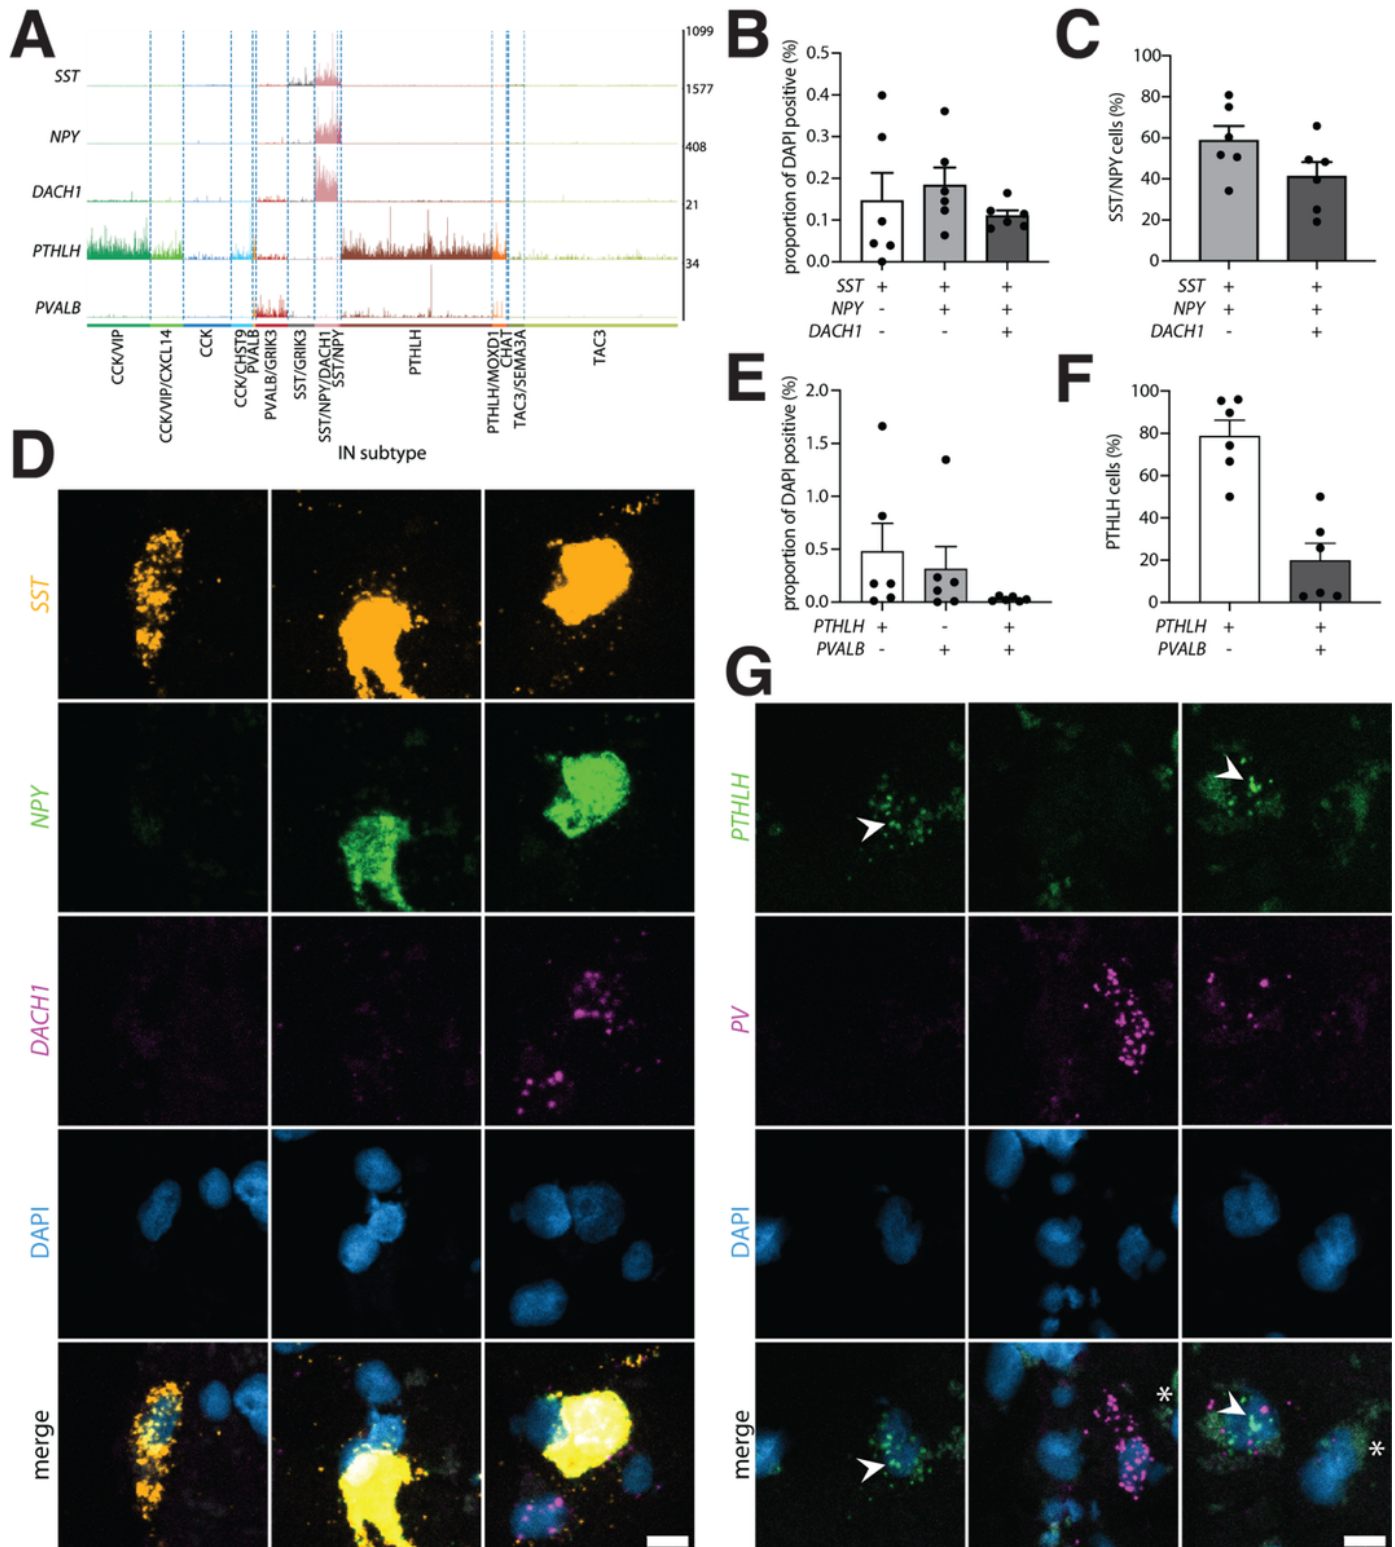 A
SST
1099
NPY
1577
DACH1
408
PTHLH
21
PVALB
34
CCK/VIP
CCK/VIP/CXCL14
CCK
CCK/CHST9
PVALB
PVALB/GRIK3
SST/GRIK3
SST/NPY/DACH1
SST/NPY
PTHLH
PTHLH/MOXD1
CHAT
TAC3/SEMA3A
TAC3
IN subtype
B
proportion of DAPI positive (%)
0.5
0.4
0.3
0.2
0.1
0.0
SST + + +
NPY - + +
DACH1 - - +
C
SST/NPY cells (%)
100
80
60
40
20
0
SST + +
NPY + +
DACH1 - +
E
proportion of DAPI positive (%)
2.0
1.5
1.0
0.5
0.0
PTHLH + - +
PVALB - + +
F
PTHLH cells (%)
100
80
60
40
20
0
PTHLH + +
PVALB - +
D
SST
NPY
DACH1
DAPI
merge
G
PTHLH
PV
DAPI
merge
*
*